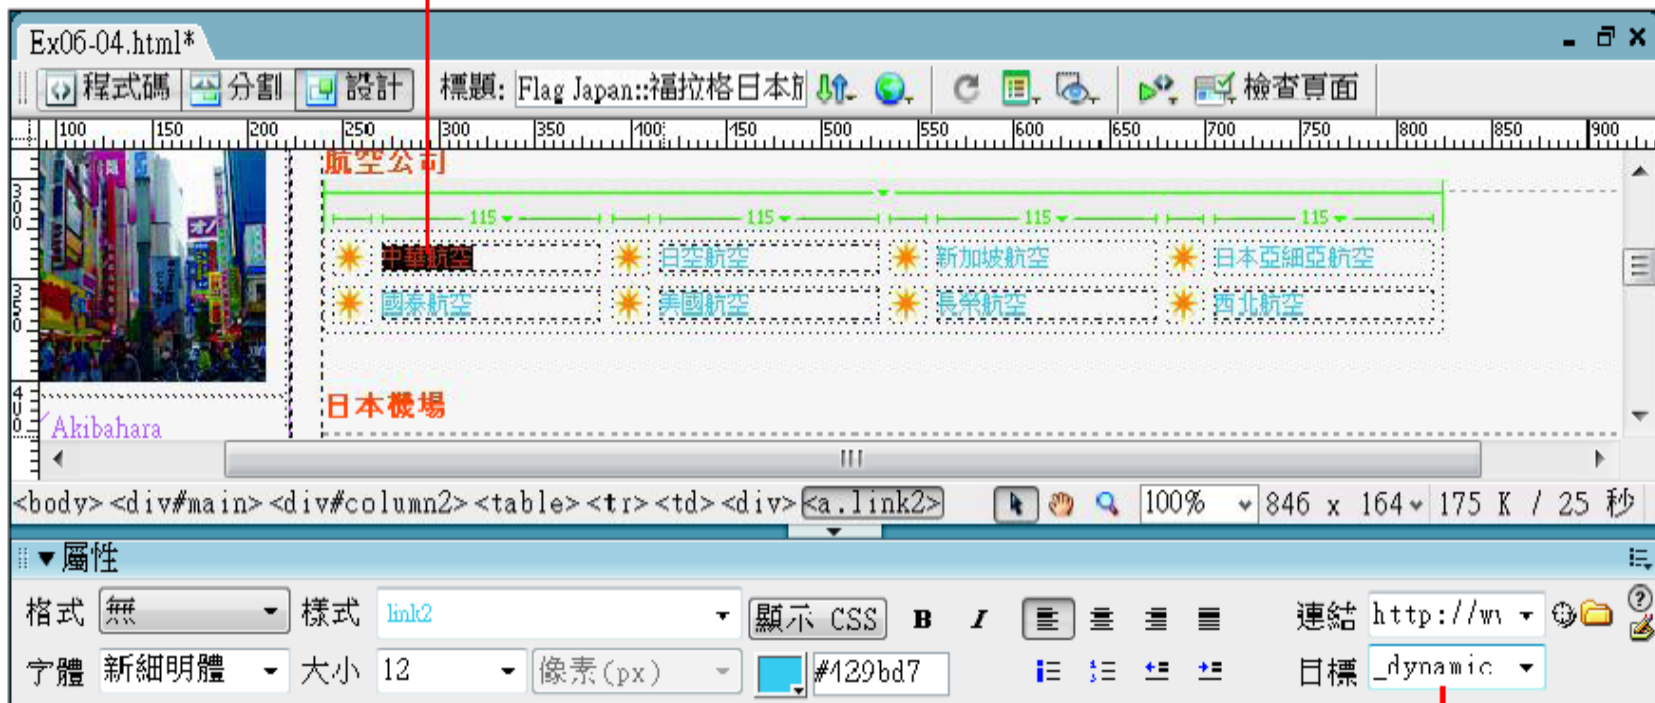 Ex06-04.html*
程式碼 分割 設計 標題: Flag Japan::福拉格日本旅 檢查頁面
100 150 200 250 300 350 400 450 500 550 600 650 700 750 800 850 900
航空公司
115 115 115 115
中華航空 日空航空 新加坡航空 日本亞細亞航空
國泰航空 美國航空 長榮航空 西北航空
日本機場
Akibahara
<body> <div#main> <div#column2> <table> <tr> <td> <div> <a.link2> 100% 846 x 164 175 K / 25 秒
屬性
格式 無 樣式 link2 顯示 CSS B I 連結 http://w
字體 新細明體 大小 12 像素(px) #429bd7 目標 _dynamic